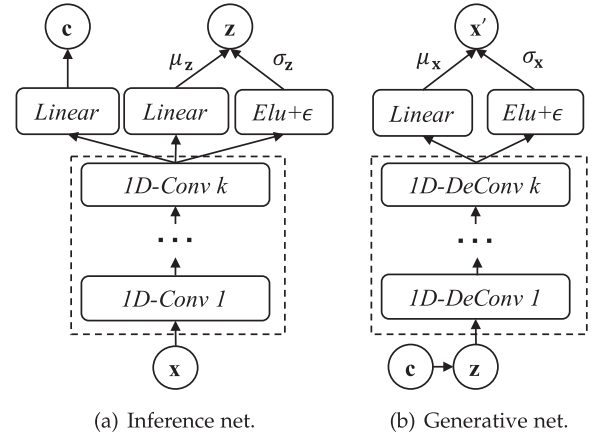 c z x′
μz σz μx σx
Linear Linear Elu+ϵ Linear Elu+ϵ
1D-Conv k 1D-DeConv k
... ...
1D-Conv 1 1D-DeConv 1
x c z
(a) Inference net. (b) Generative net.